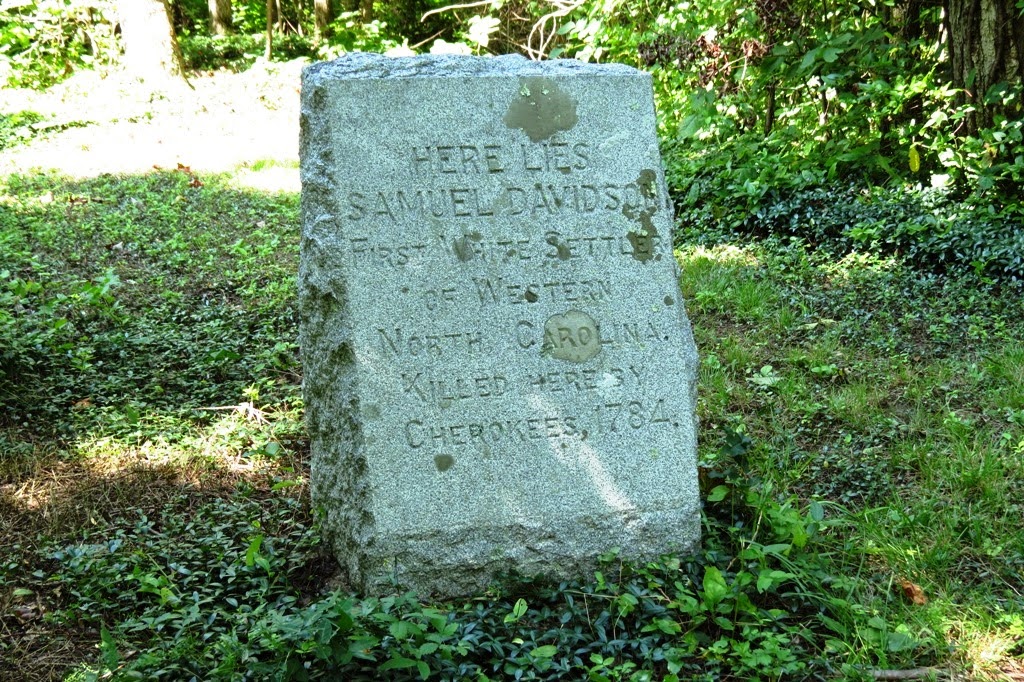 HERE LIES
SAMUEL DAVIDSON
FIRST WHITE SETTLER
OF WESTERN
NORTH CAROLINA.
KILLED HERE BY
CHEROKEES, 1784.